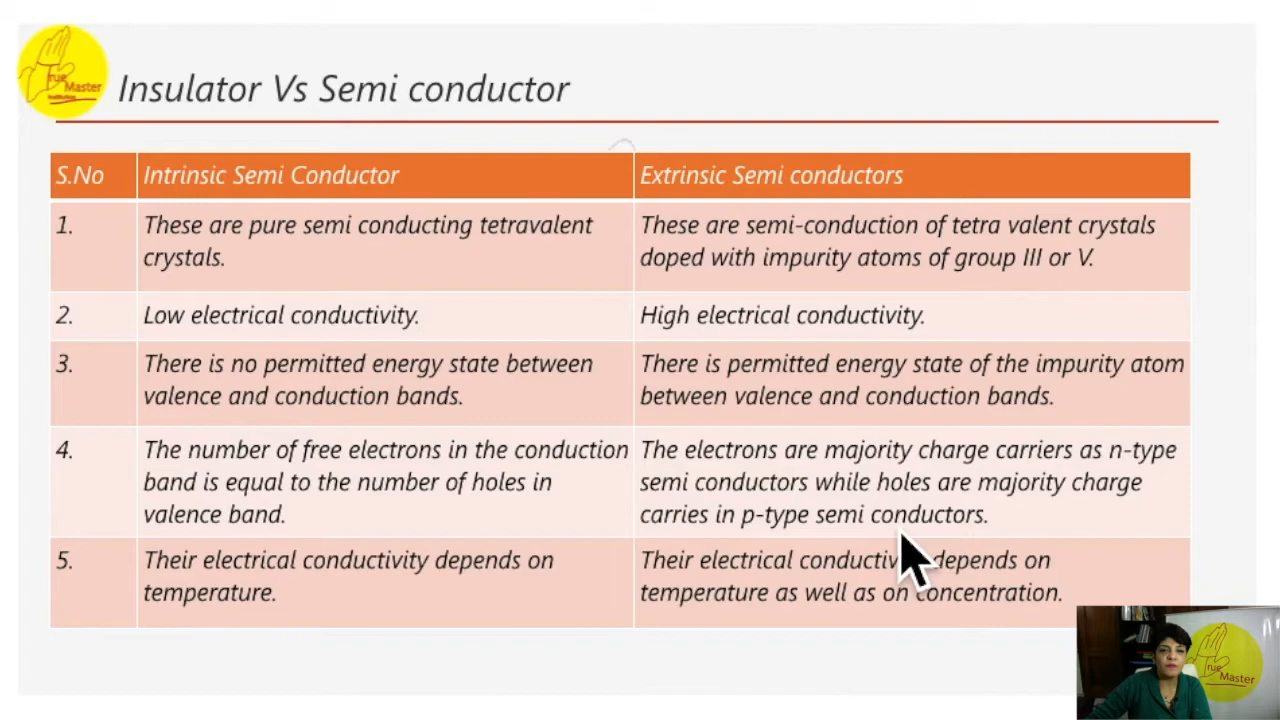 True
Master
Insulator Vs Semi conductor
S.No
Intrinsic Semi Conductor
Extrinsic Semi conductors
1.
These are pure semi conducting tetravalent
crystals.
These are semi-conduction of tetra valent crystals
doped with impurity atoms of group III or V.
2.
Low electrical conductivity.
High electrical conductivity.
3.
There is no permitted energy state between
valence and conduction bands.
There is permitted energy state of the impurity atom
between valence and conduction bands.
4.
The number of free electrons in the conduction
band is equal to the number of holes in
valence band.
The electrons are majority charge carriers as n-type
semi conductors while holes are majority charge
carries in p-type semi conductors.
5.
Their electrical conductivity depends on
temperature.
Their electrical conductivity depends on
temperature as well as on concentration.
True
Master